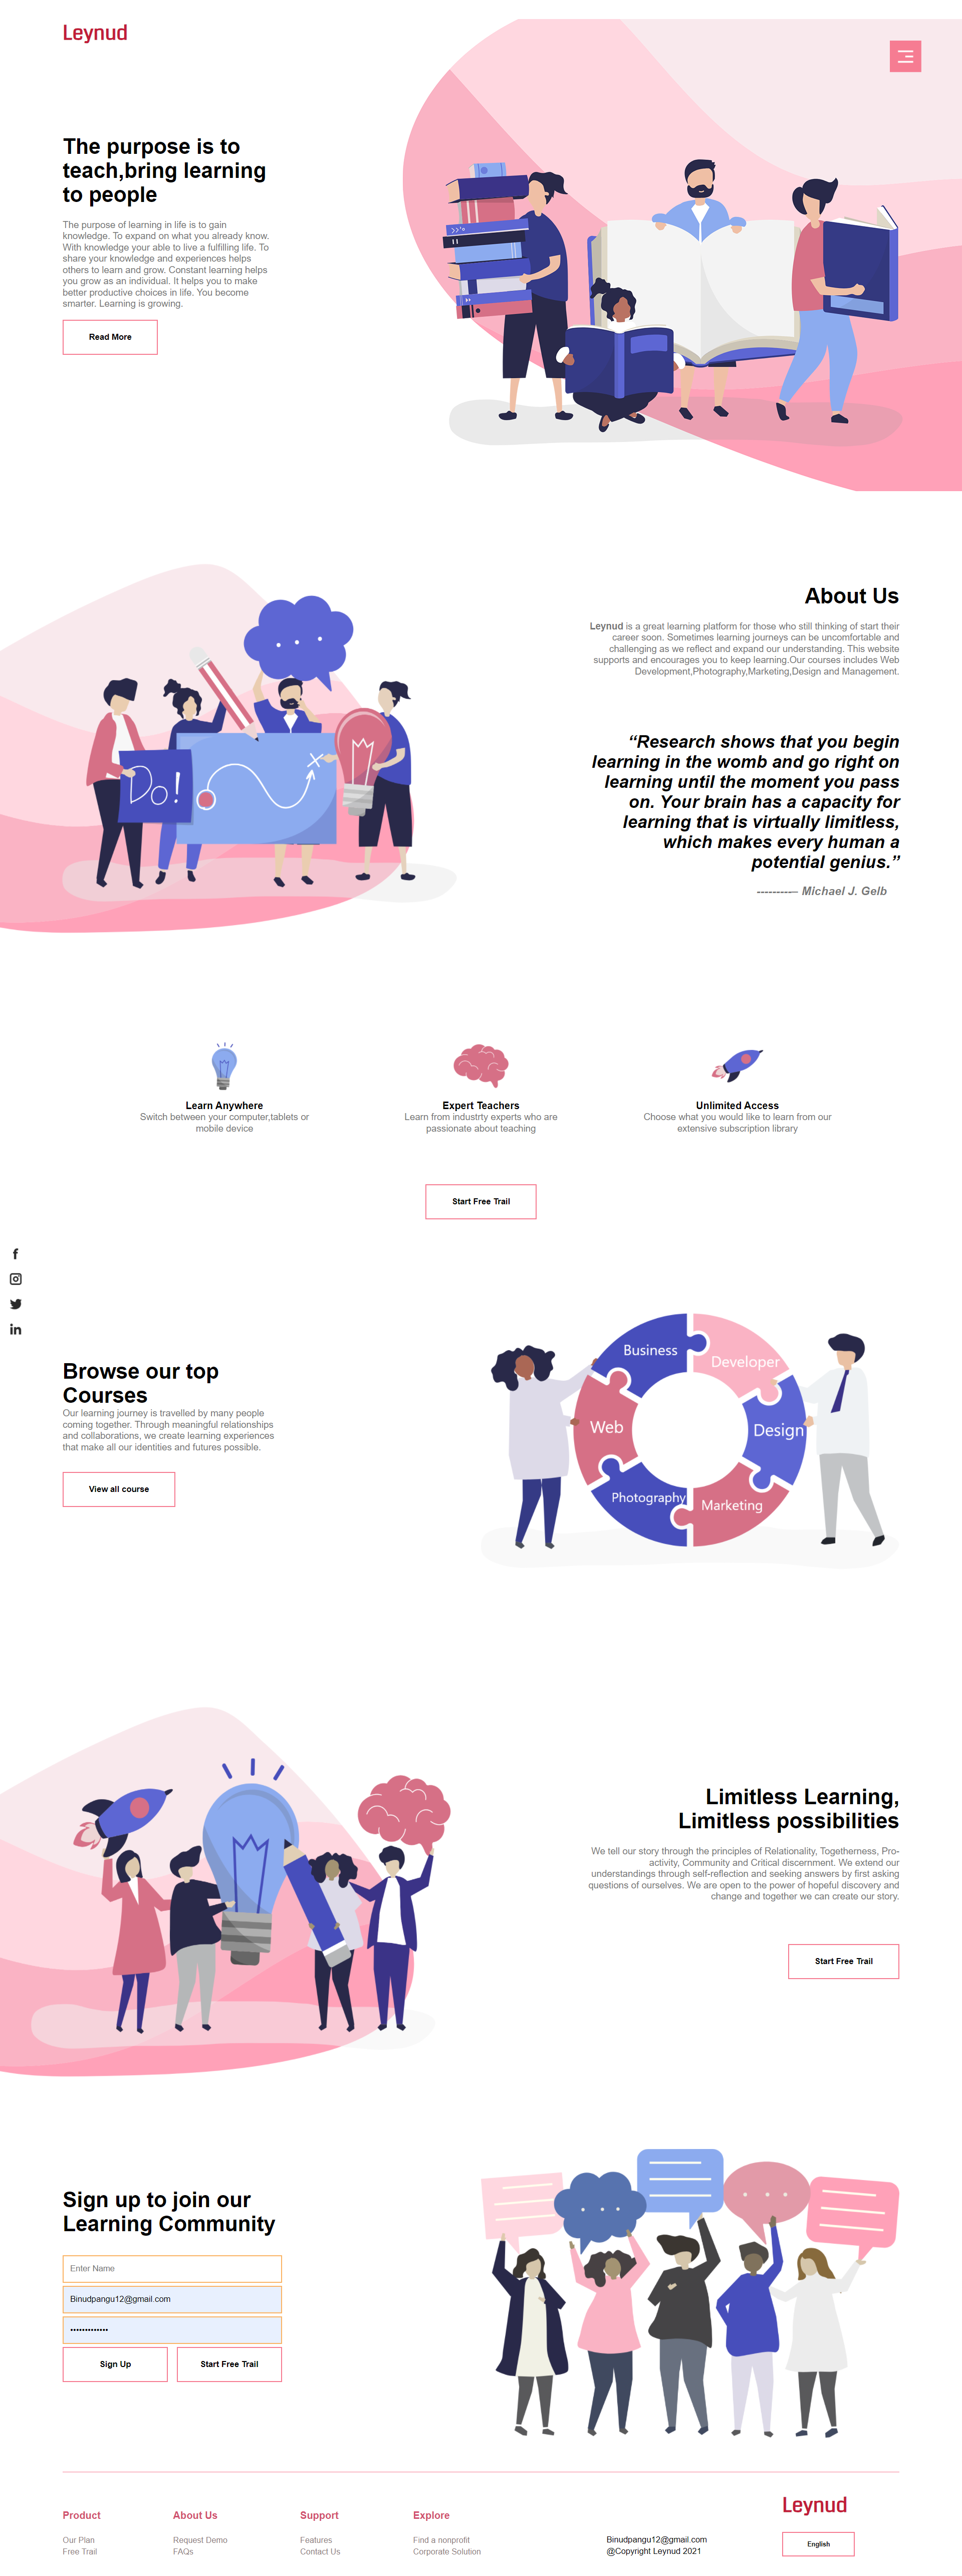 Leynud
The purpose is to
teach,bring learning
to people
The purpose of learning in life is to gain
knowledge. To expand on what you already know.
With knowledge your able to live a fulfilling life. To
share your knowledge and experiences helps
others to learn and grow. Constant learning helps
you grow as an individual. It helps you to make
better productive choices in life. You become
smarter. Learning is growing.
Read More
About Us
Leynud is a great learning platform for those who still thinking of start their
career soon. Sometimes learning journeys can be uncomfortable and
challenging as we reflect and expand our understanding. This website
supports and encourages you to keep learning.Our courses includes Web
Development,Photography,Marketing,Design and Management.
Do!
“Research shows that you begin
learning in the womb and go right on
learning until the moment you pass
on. Your brain has a capacity for
learning that is virtually limitless,
which makes every human a
potential genius.”
---------― Michael J. Gelb
Learn Anywhere
Switch between your computer,tablets or
mobile device
Expert Teachers
Learn from industry experts who are
passionate about teaching
Unlimited Access
Choose what you would like to learn from our
extensive subscription library
Start Free Trail
Browse our top
Courses
Our learning journey is travelled by many people
coming together. Through meaningful relationships
and collaborations, we create learning experiences
that make all our identities and futures possible.
View all course
Business
Developer
Web
Design
Photography
Marketing
Limitless Learning,
Limitless possibilities
We tell our story through the principles of Relationality, Togetherness, Pro-
activity, Community and Critical discernment. We extend our
understandings through self-reflection and seeking answers by first asking
questions of ourselves. We are open to the power of hopeful discovery and
change and together we can create our story.
Start Free Trail
Sign up to join our
Learning Community
Enter Name
Binudpangu12@gmail.com
•••••••••••••
Sign Up
Start Free Trail
Product
Our Plan
Free Trail
About Us
Request Demo
FAQs
Support
Features
Contact Us
Explore
Find a nonprofit
Corporate Solution
Binudpangu12@gmail.com
@Copyright Leynud 2021
Leynud
English